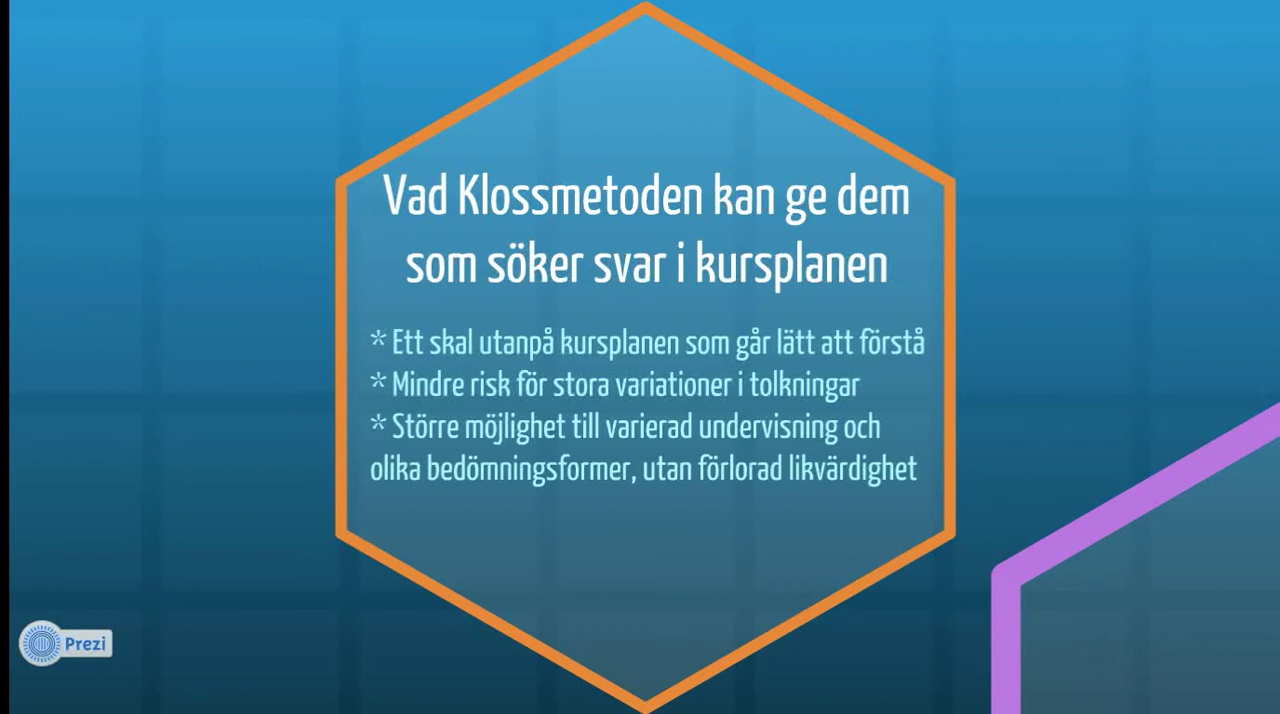 Vad Klossmetoden kan ge dem
som söker svar i kursplanen
* Ett skal utanpå kursplanen som går lätt att förstå
* Mindre risk för stora variationer i tolkningar
* Större möjlighet till varierad undervisning och
olika bedömningsformer, utan förlorad likvärdighet
Prezi